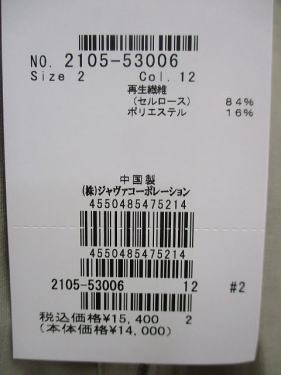 NO. 2105-53006
Size 2 Col. 12
再生繊維
(セルロース) 84%
ポリエステル 16%
中国製
(株)ジャヴァコーポレーション
4550485475214
4550485475214
2105-53006 12 #2
税込価格¥15,400 2
(本体価格¥14,000)